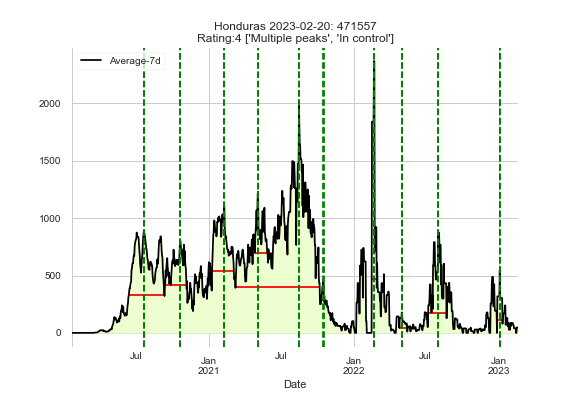 Honduras 2023-02-20: 471557
Rating:4 ['Multiple peaks', 'In control']
Average-7d
2000
1500
1000
500
0
Jul
Jan
2021
Jul
Jan
2022
Jul
Jan
2023
Date